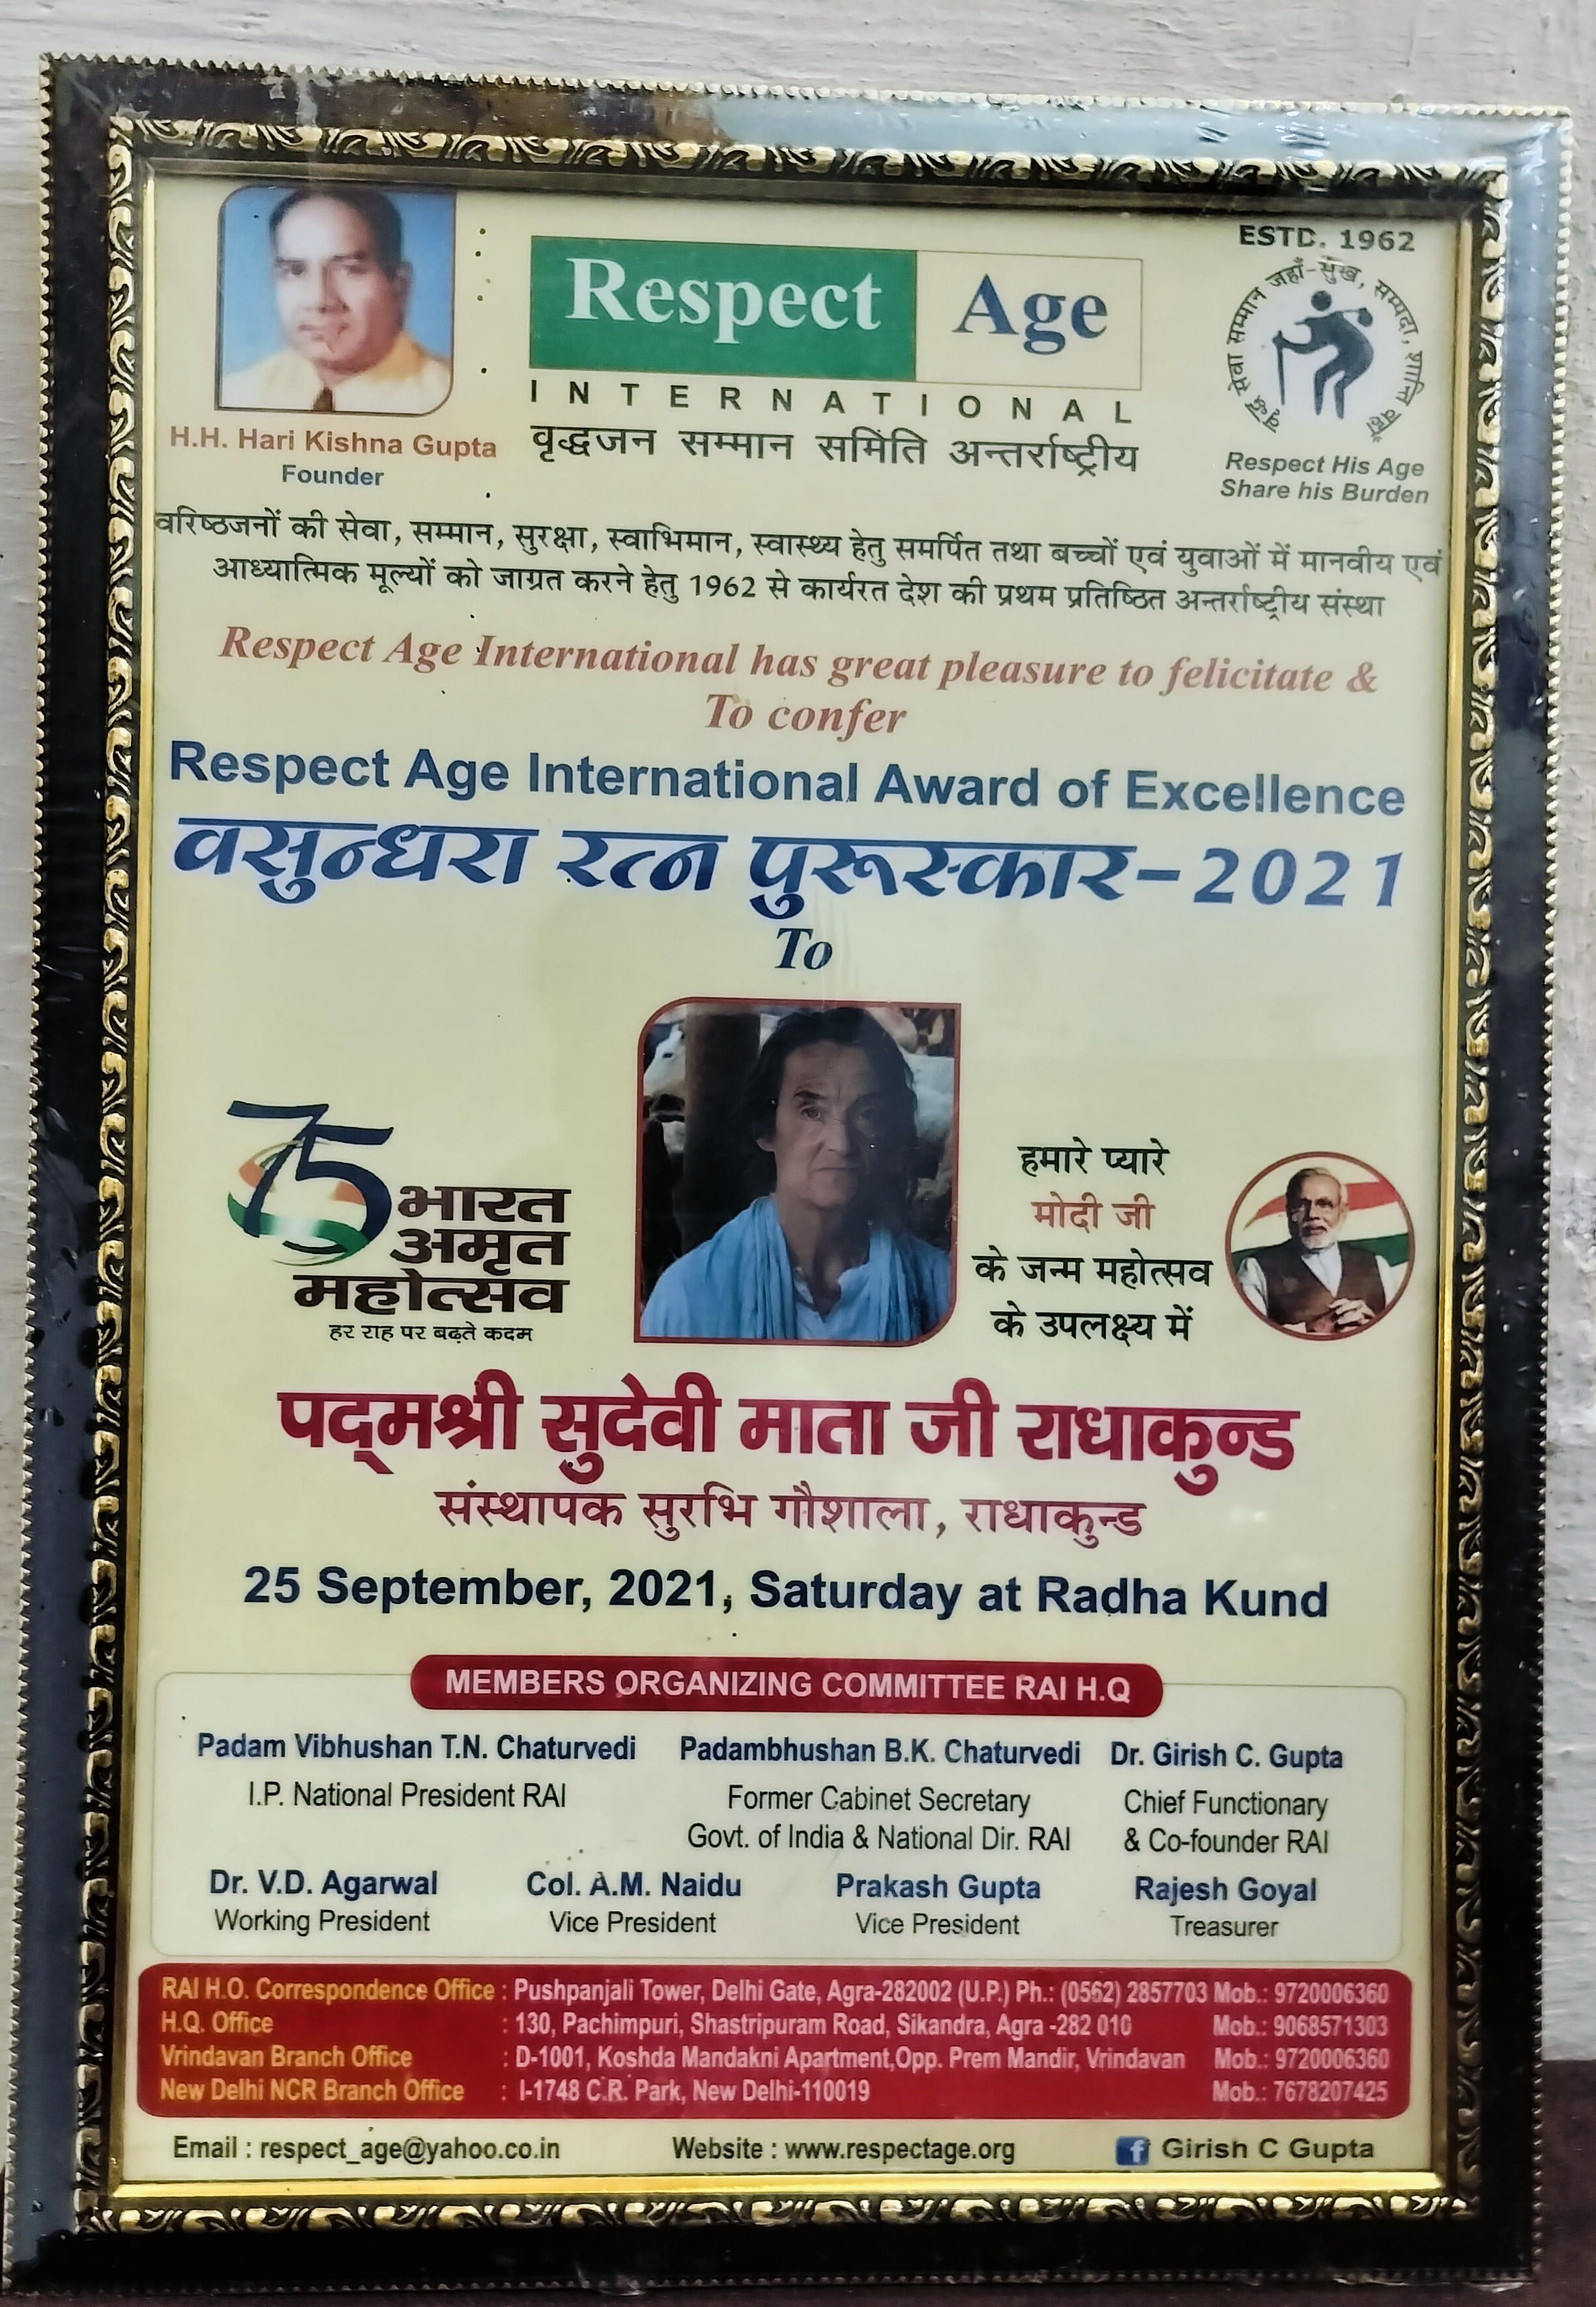 ESTD. 1962
Respect Age
INTERNATIONAL
वृद्धजन सम्मान समिति अन्तर्राष्ट्रीय
H.H. Hari Kishna Gupta
Founder
वृद्ध सेवा सम्मान जहाँ-सुख, सम्पदा, शान्ति वहाँ
Respect His Age
Share his Burden
वरिष्ठजनों की सेवा, सम्मान, सुरक्षा, स्वाभिमान, स्वास्थ्य हेतु समर्पित तथा बच्चों एवं युवाओं में मानवीय एवं
आध्यात्मिक मूल्यों को जाग्रत करने हेतु 1962 से कार्यरत देश की प्रथम प्रतिष्ठित अन्तर्राष्ट्रीय संस्था
Respect Age International has great pleasure to felicitate &
To confer
Respect Age International Award of Excellence
वसुन्धरा रत्न पुरूस्कार-2021
To
75 भारत
अमृत
महोत्सव
हर राह पर बढ़ते कदम
हमारे प्यारे
मोदी जी
के जन्म महोत्सव
के उपलक्ष्य में
पद्मश्री सुदेवी माता जी राधाकुन्ड
संस्थापक सुरभि गौशाला, राधाकुन्ड
25 September, 2021, Saturday at Radha Kund
MEMBERS ORGANIZING COMMITTEE RAI H.Q
Padam Vibhushan T.N. Chaturvedi Padambhushan B.K. Chaturvedi Dr. Girish C. Gupta
I.P. National President RAI Former Cabinet Secretary Chief Functionary
Govt. of India & National Dir. RAI & Co-founder RAI
Dr. V.D. Agarwal Col. A.M. Naidu Prakash Gupta Rajesh Goyal
Working President Vice President Vice President Treasurer
RAI H.O. Correspondence Office : Pushpanjali Tower, Delhi Gate, Agra-282002 (U.P.) Ph.: (0562) 2857703 Mob.: 9720006360
H.Q. Office : 130, Pachimpuri, Shastripuram Road, Sikandra, Agra -282 010 Mob.: 9068571303
Vrindavan Branch Office : D-1001, Koshda Mandakni Apartment,Opp. Prem Mandir, Vrindavan Mob.: 9720006360
New Delhi NCR Branch Office : I-1748 C.R. Park, New Delhi-110019 Mob.: 7678207425
Email : respect_age@yahoo.co.in Website : www.respectage.org f Girish C Gupta